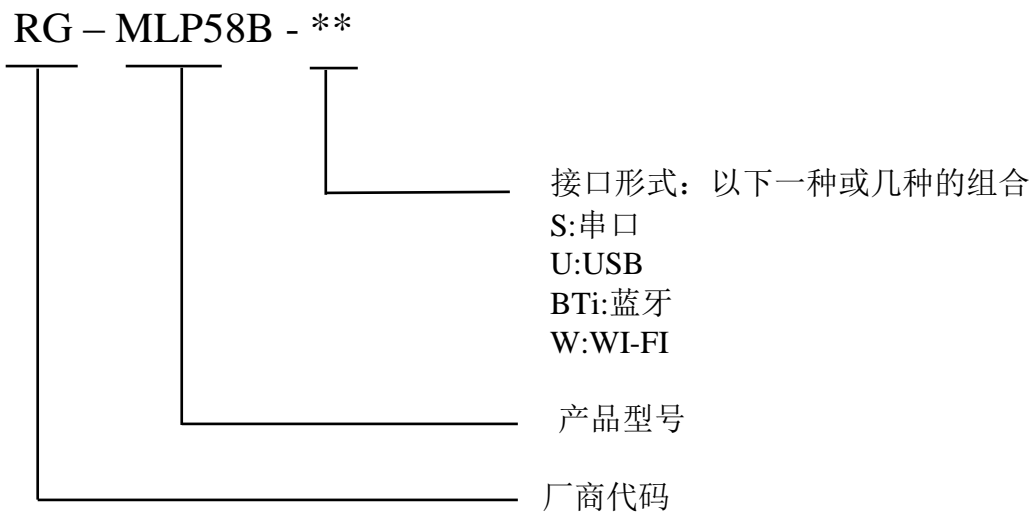 RG – MLP58B - **
接口形式：以下一种或几种的组合
S:串口
U:USB
BTi:蓝牙
W:WI-FI
产品型号
厂商代码